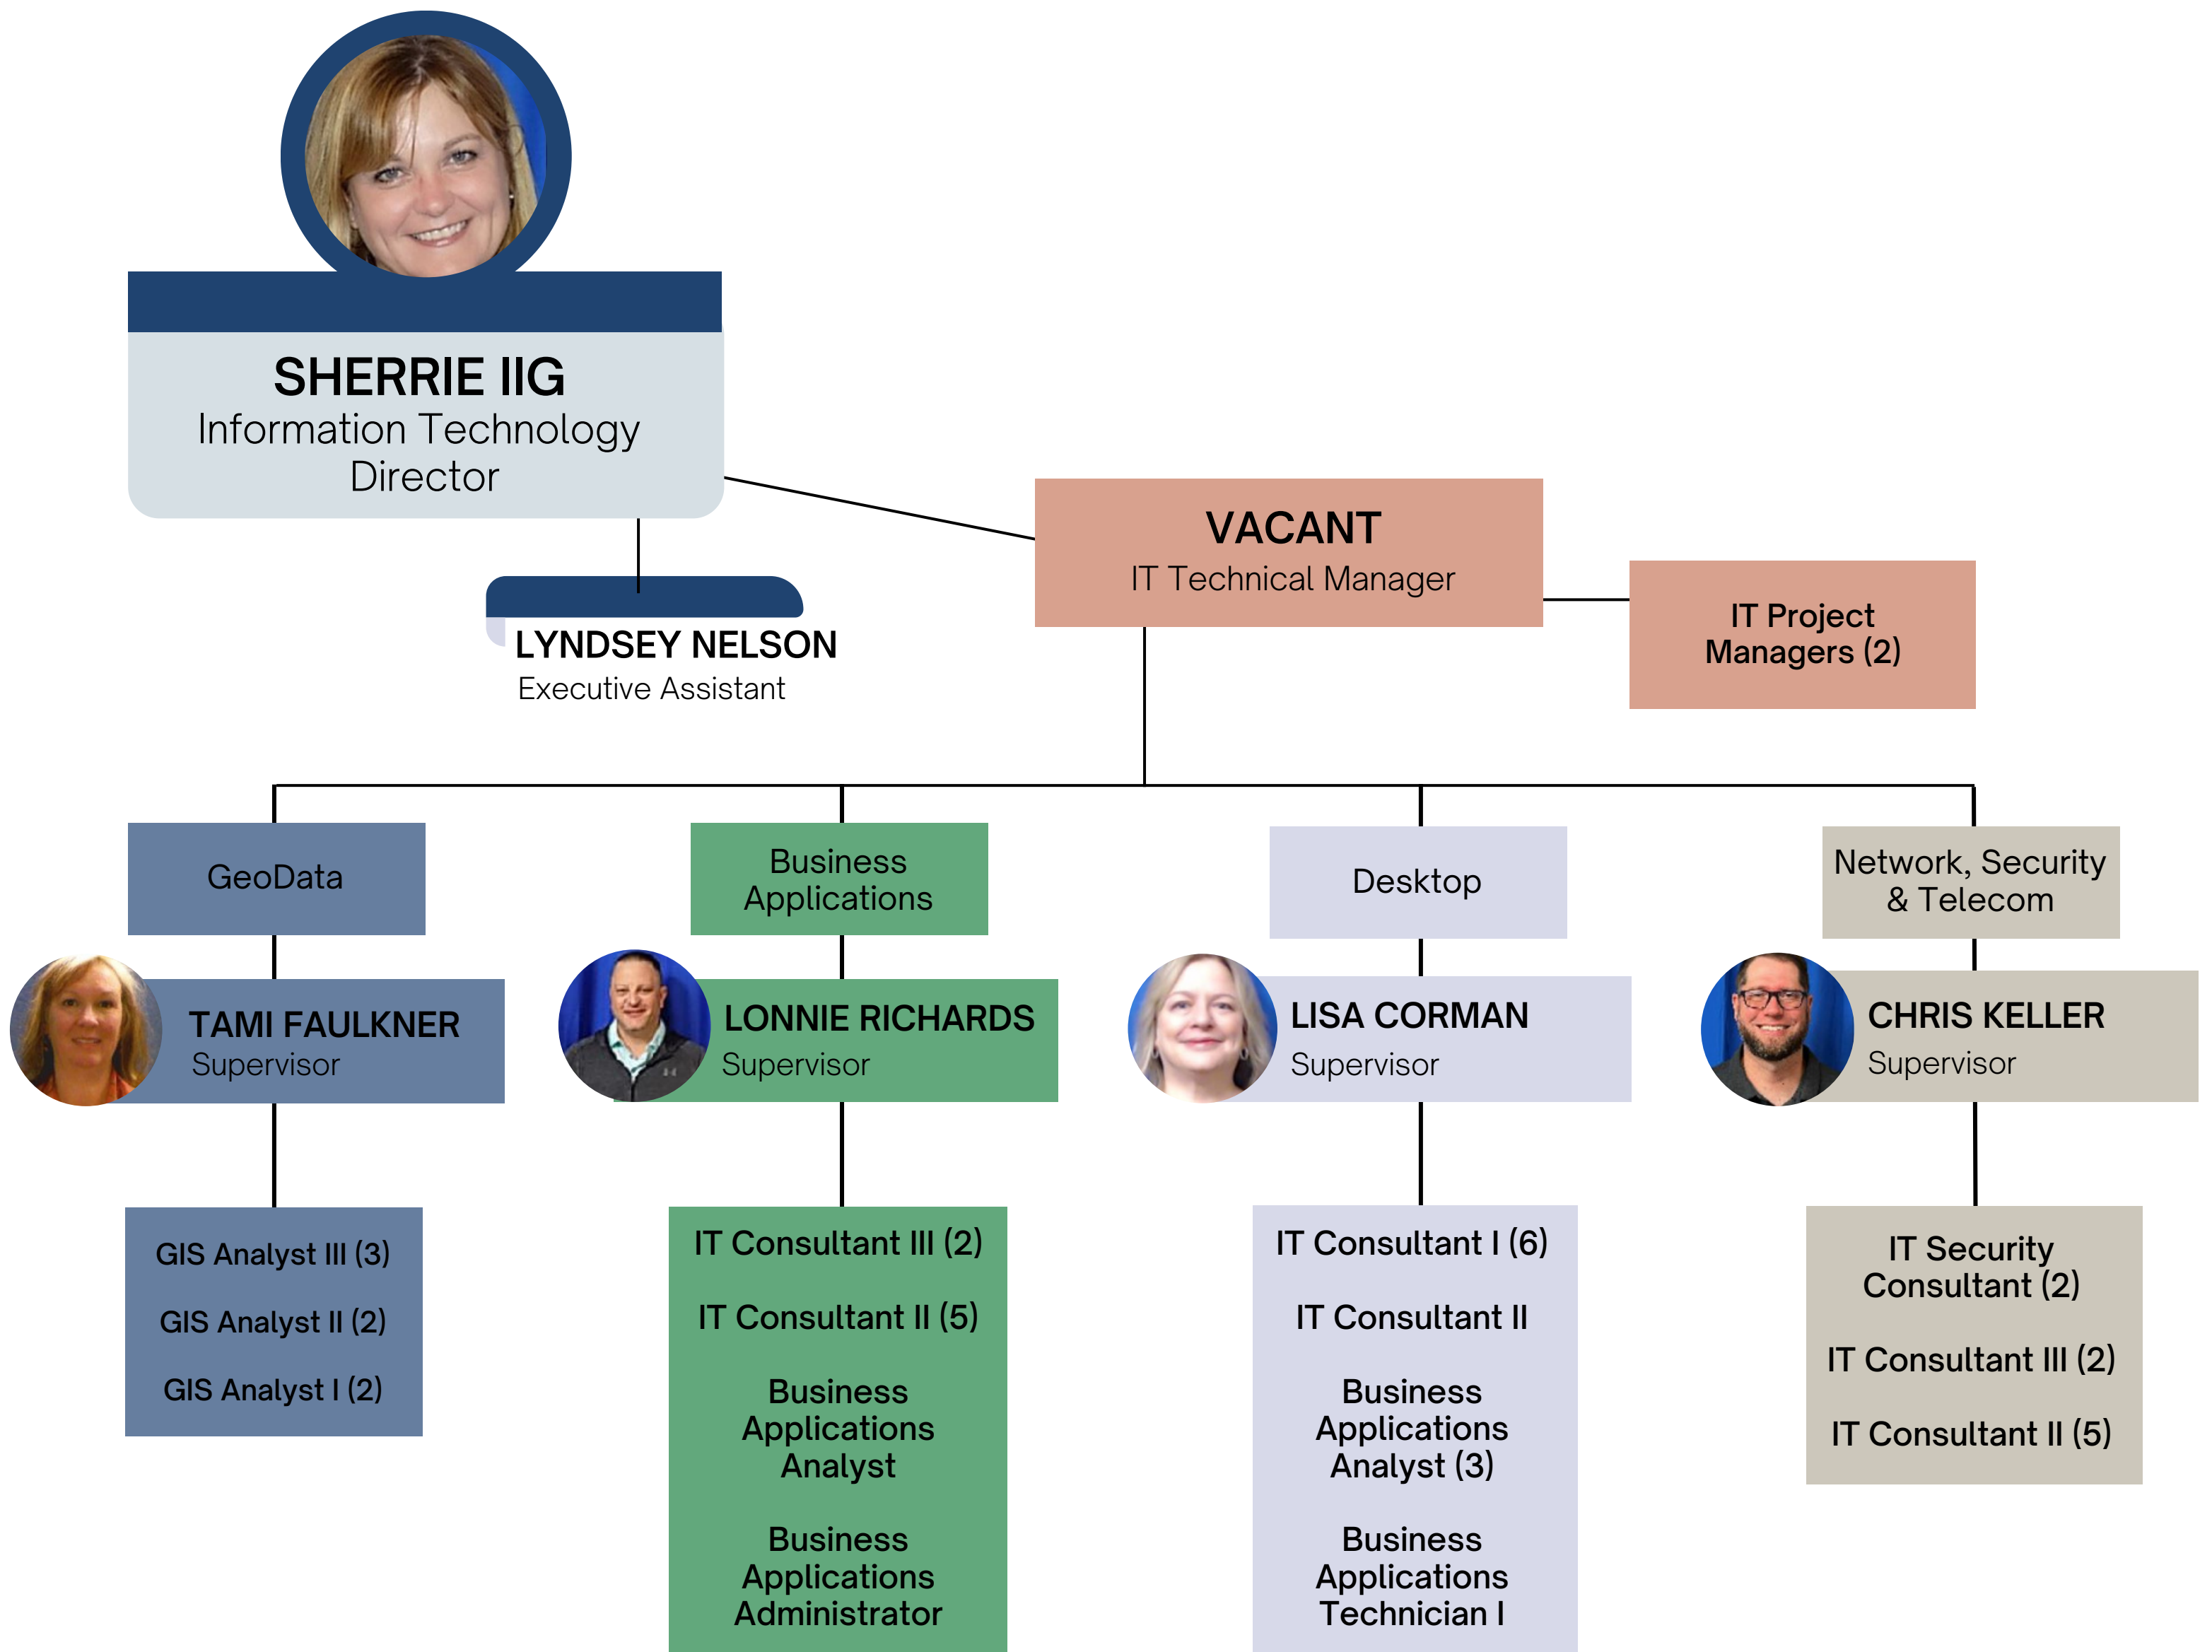 SHERRIE IIG
Information Technology
Director
VACANT
IT Technical Manager
IT Project
Managers (2)
LYNDSEY NELSON
Executive Assistant
GeoData
Business
Applications
Desktop
Network, Security
& Telecom
TAMI FAULKNER
Supervisor
LONNIE RICHARDS
Supervisor
LISA CORMAN
Supervisor
CHRIS KELLER
Supervisor
GIS Analyst III (3)
GIS Analyst II (2)
GIS Analyst I (2)
IT Consultant III (2)
IT Consultant II (5)
Business
Applications
Analyst
Business
Applications
Administrator
IT Consultant I (6)
IT Consultant II
Business
Applications
Analyst (3)
Business
Applications
Technician I
IT Security
Consultant (2)
IT Consultant III (2)
IT Consultant II (5)